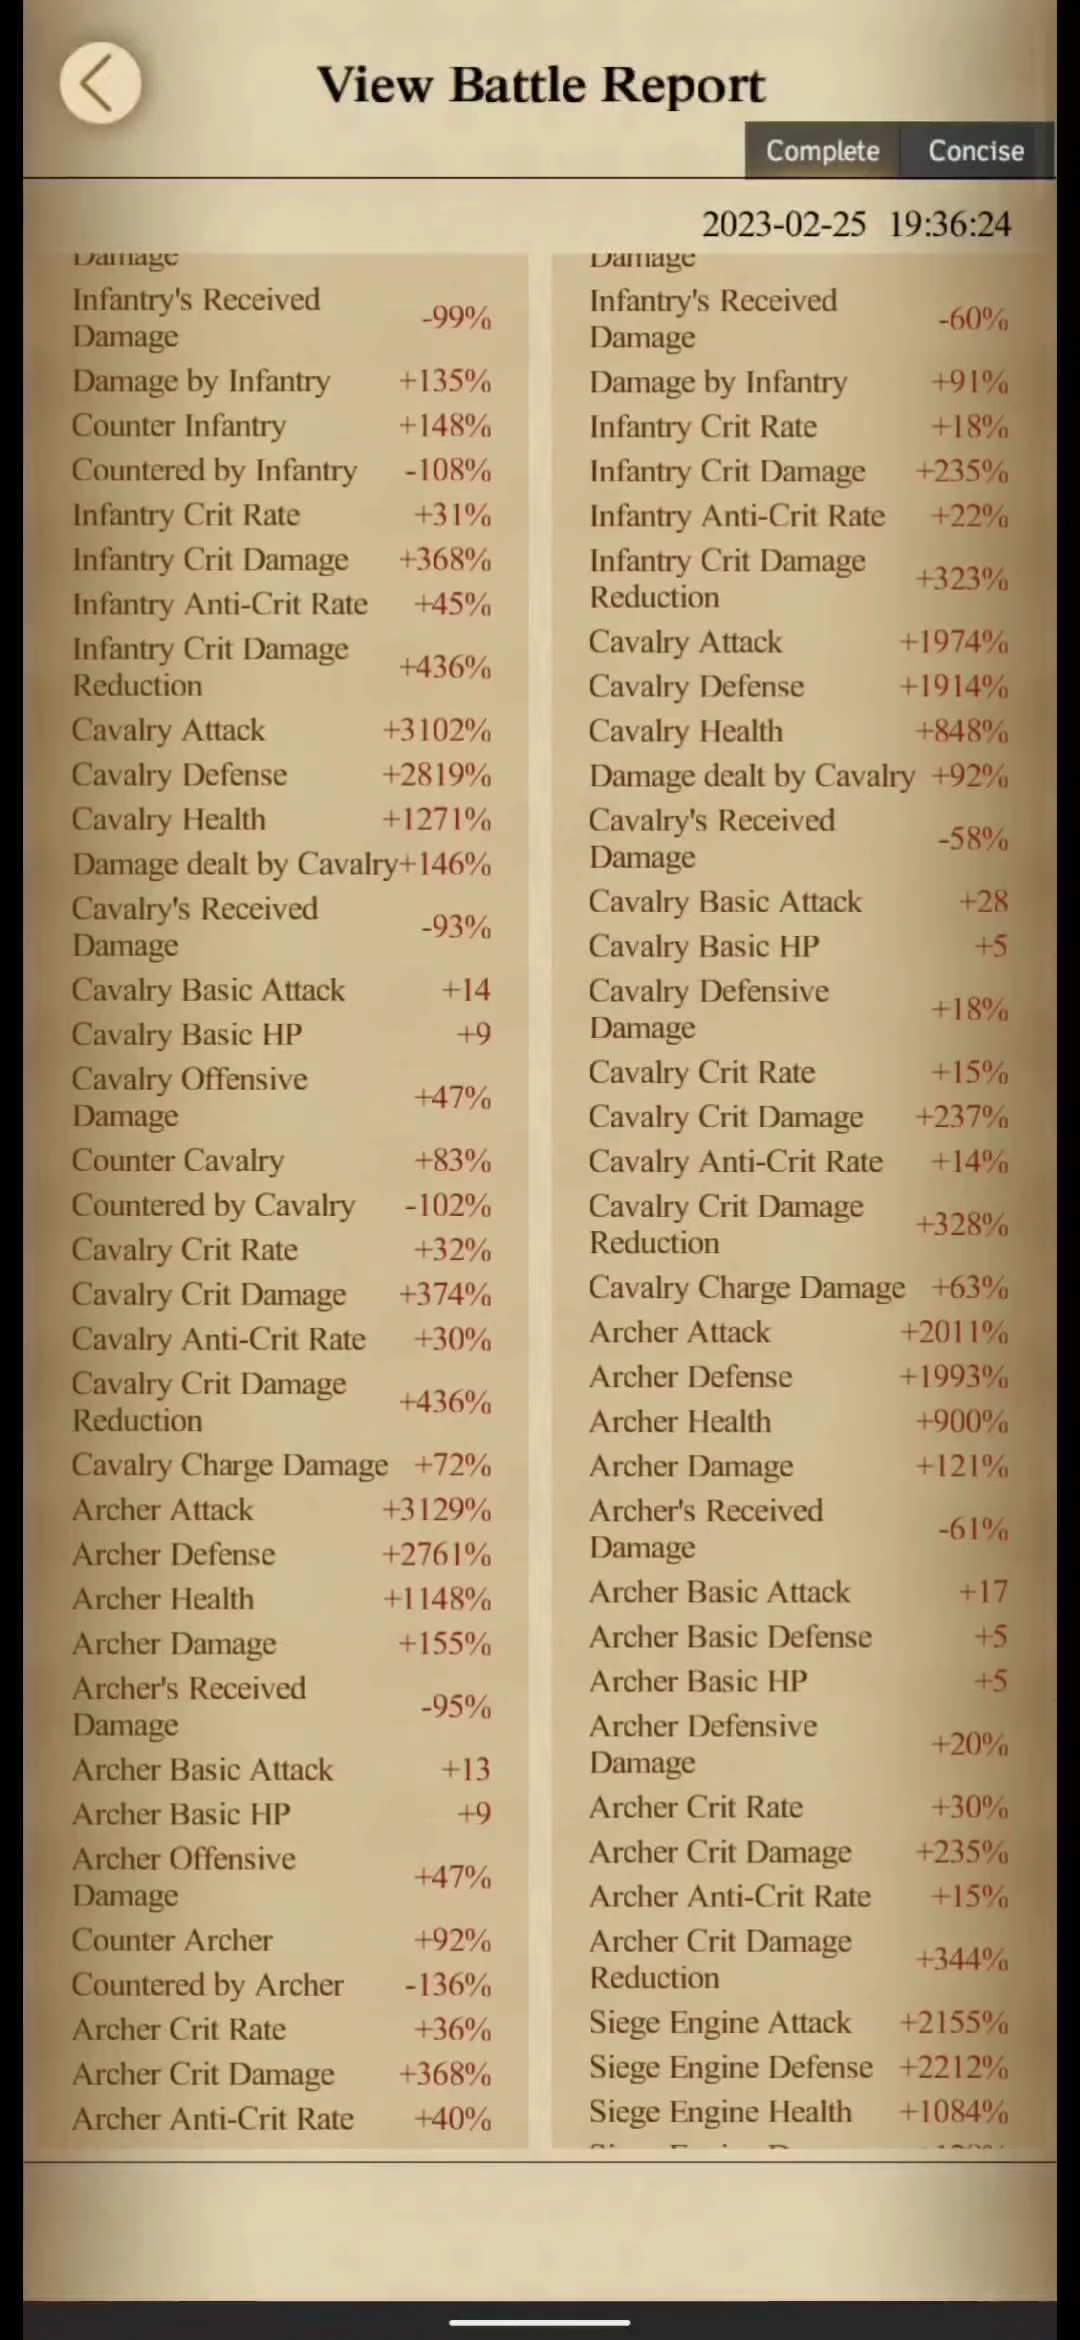 View Battle Report
Complete Concise
2023-02-25 19:36:24
Damage
Infantry's Received
Damage -99%
Damage by Infantry +135%
Counter Infantry +148%
Countered by Infantry -108%
Infantry Crit Rate +31%
Infantry Crit Damage +368%
Infantry Anti-Crit Rate +45%
Infantry Crit Damage
Reduction +436%
Cavalry Attack +3102%
Cavalry Defense +2819%
Cavalry Health +1271%
Damage dealt by Cavalry+146%
Cavalry's Received
Damage -93%
Cavalry Basic Attack +14
Cavalry Basic HP +9
Cavalry Offensive
Damage +47%
Counter Cavalry +83%
Countered by Cavalry -102%
Cavalry Crit Rate +32%
Cavalry Crit Damage +374%
Cavalry Anti-Crit Rate +30%
Cavalry Crit Damage
Reduction +436%
Cavalry Charge Damage +72%
Archer Attack +3129%
Archer Defense +2761%
Archer Health +1148%
Archer Damage +155%
Archer's Received
Damage -95%
Archer Basic Attack +13
Archer Basic HP +9
Archer Offensive
Damage +47%
Counter Archer +92%
Countered by Archer -136%
Archer Crit Rate +36%
Archer Crit Damage +368%
Archer Anti-Crit Rate +40%
Damage
Infantry's Received
Damage -60%
Damage by Infantry +91%
Infantry Crit Rate +18%
Infantry Crit Damage +235%
Infantry Anti-Crit Rate +22%
Infantry Crit Damage
Reduction +323%
Cavalry Attack +1974%
Cavalry Defense +1914%
Cavalry Health +848%
Damage dealt by Cavalry +92%
Cavalry's Received
Damage -58%
Cavalry Basic Attack +28
Cavalry Basic HP +5
Cavalry Defensive
Damage +18%
Cavalry Crit Rate +15%
Cavalry Crit Damage +237%
Cavalry Anti-Crit Rate +14%
Cavalry Crit Damage
Reduction +328%
Cavalry Charge Damage +63%
Archer Attack +2011%
Archer Defense +1993%
Archer Health +900%
Archer Damage +121%
Archer's Received
Damage -61%
Archer Basic Attack +17
Archer Basic Defense +5
Archer Basic HP +5
Archer Defensive
Damage +20%
Archer Crit Rate +30%
Archer Crit Damage +235%
Archer Anti-Crit Rate +15%
Archer Crit Damage
Reduction +344%
Siege Engine Attack +2155%
Siege Engine Defense +2212%
Siege Engine Health +1084%